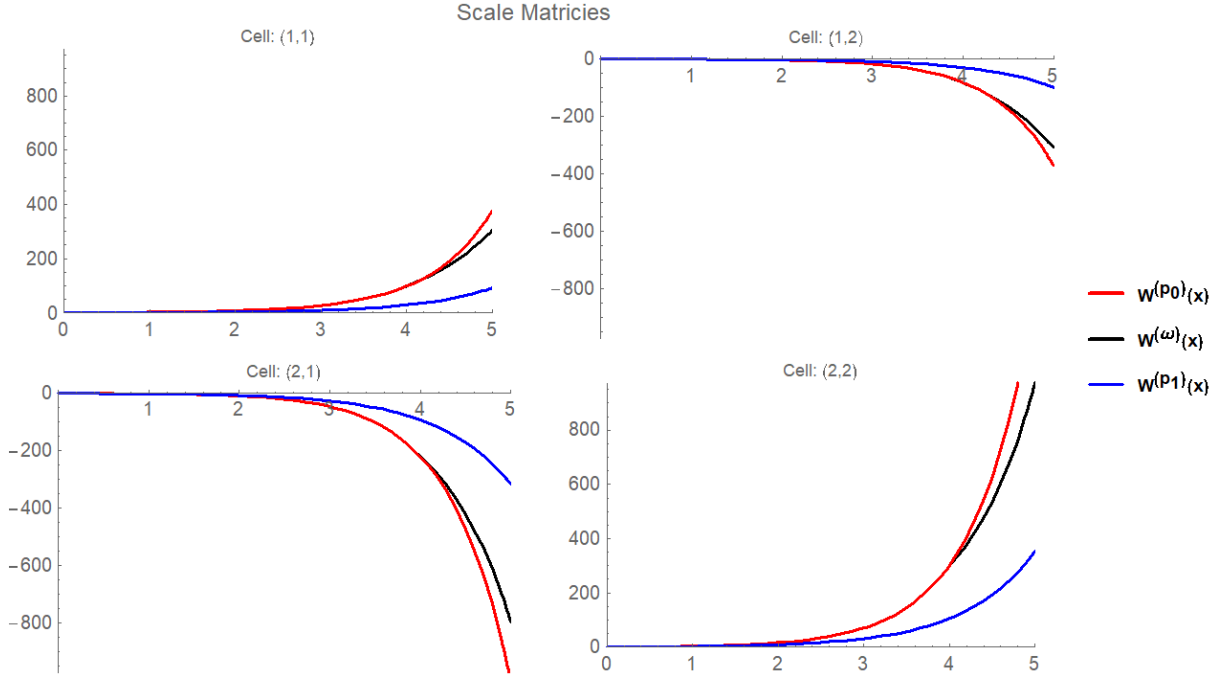 Scale Matricies
Cell: (1,1)
800
600
400
200
0
0 1 2 3 4 5
Cell: (1,2)
0
1 2 3 4 5
−200
−400
−600
−800
W^{(p_0)}(x)
W^{(ω)}(x)
W^{(p_1)}(x)
Cell: (2,1)
0
1 2 3 4 5
−200
−400
−600
−800
Cell: (2,2)
800
600
400
200
0
0 1 2 3 4 5